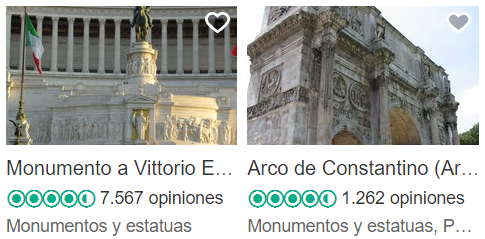 Monumento a Vittorio E...
7.567 opiniones
Monumentos y estatuas
Arco de Constantino (Ar...
1.262 opiniones
Monumentos y estatuas, P...